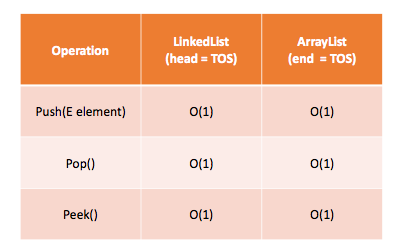 Operation
LinkedList
(head = TOS)
ArrayList
(end = TOS)
Push(E element)
O(1)
O(1)
Pop()
O(1)
O(1)
Peek()
O(1)
O(1)